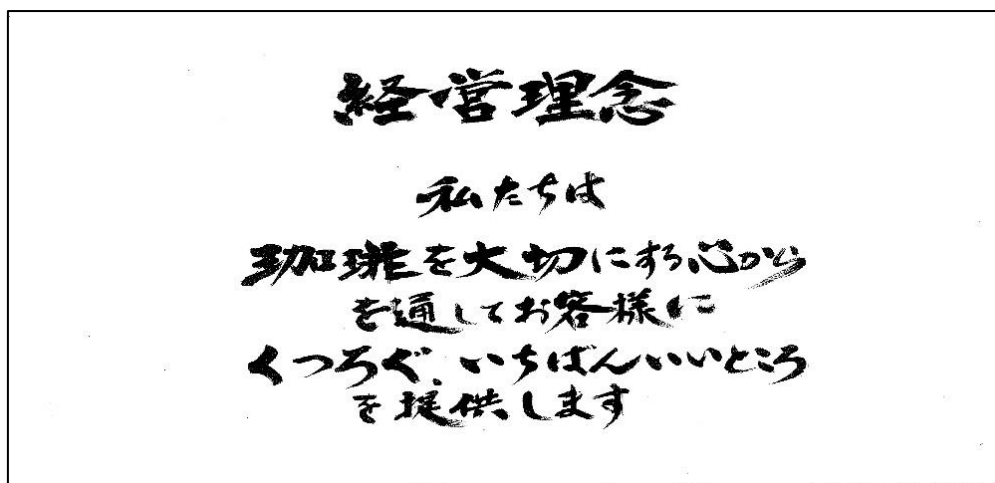 経営理念
私たちは
珈琲を大切にする心から
を通してお客様に
くつろぐ、いちばんいいところ
を提供します